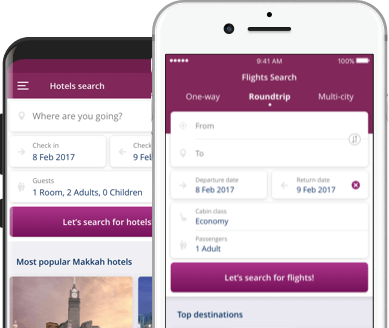 Hotels search
Where are you going?
Check in
8 Feb 2017
Check
9 Feb
Guests
1 Room, 2 Adults, 0 Children
Let's search for hotels
Most popular Makkah hotels
9:41 AM
100%
Flights Search
One-way
Roundtrip
Multi-city
From
To
Departure date
8 Feb 2017
Return date
9 Feb 2017
Cabin class
Economy
Passengers
1 Adult
Let's search for flights!
Top destinations